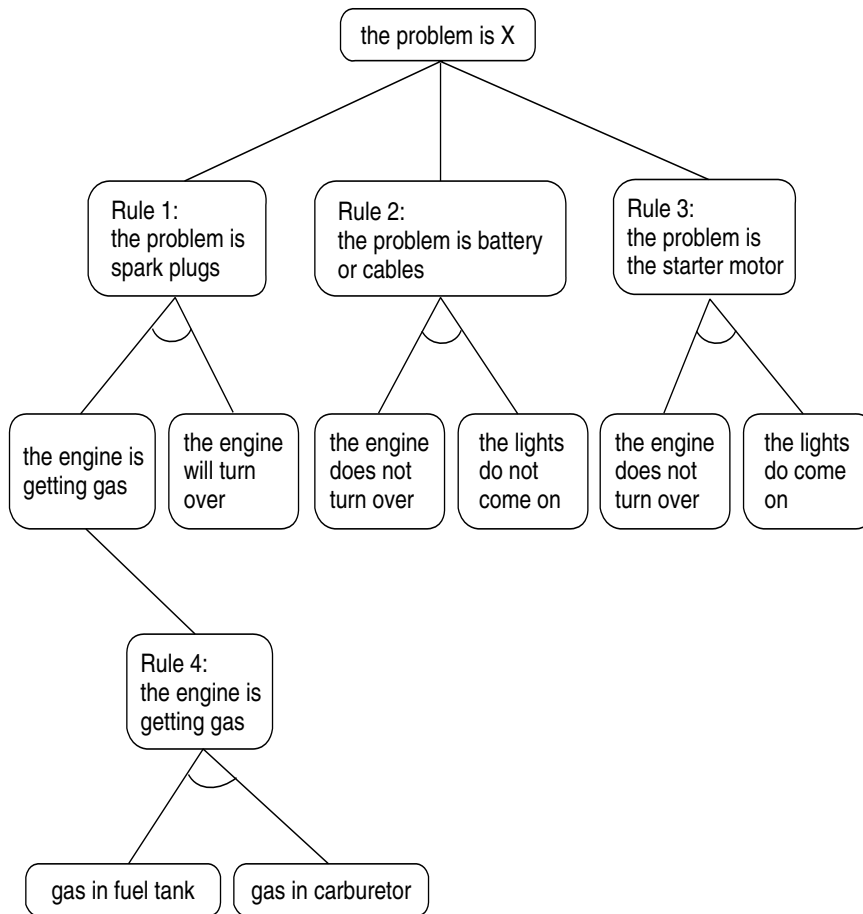 the problem is X
Rule 1:
the problem is
spark plugs
Rule 2:
the problem is battery
or cables
Rule 3:
the problem is
the starter motor
the engine is
getting gas
the engine
will turn
over
the engine
does not
turn over
the lights
do not
come on
the engine
does not
turn over
the lights
do come
on
Rule 4:
the engine is
getting gas
gas in fuel tank
gas in carburetor